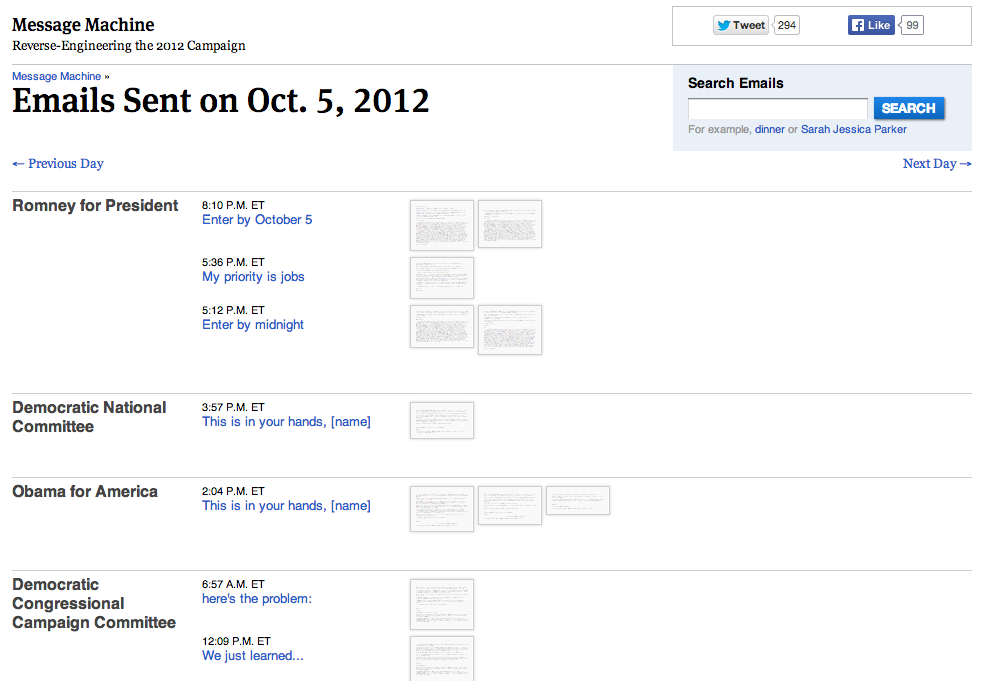 Message Machine
Reverse-Engineering the 2012 Campaign
Tweet 294
Like 99
Message Machine »
Emails Sent on Oct. 5, 2012
Search Emails
SEARCH
For example, dinner or Sarah Jessica Parker
← Previous Day
Next Day →
Romney for President
8:10 P.M. ET
Enter by October 5
5:36 P.M. ET
My priority is jobs
5:12 P.M. ET
Enter by midnight
Democratic National
Committee
3:57 P.M. ET
This is in your hands, [name]
Obama for America
2:04 P.M. ET
This is in your hands, [name]
Democratic
Congressional
Campaign Committee
6:57 A.M. ET
here's the problem:
12:09 P.M. ET
We just learned...